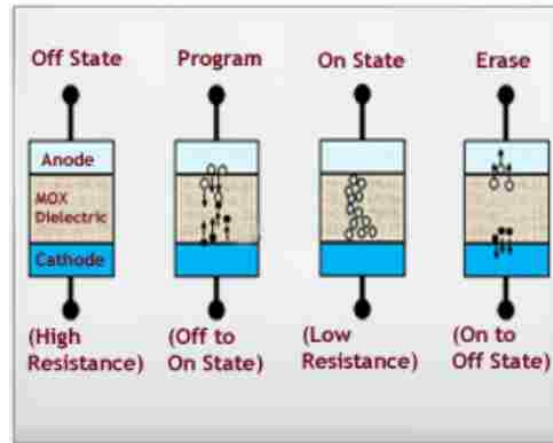 Off State
Program
On State
Erase
Anode
MOX
Dielectric
Cathode
(High
Resistance)
(Off to
On State)
(Low
Resistance)
(On to
Off State)